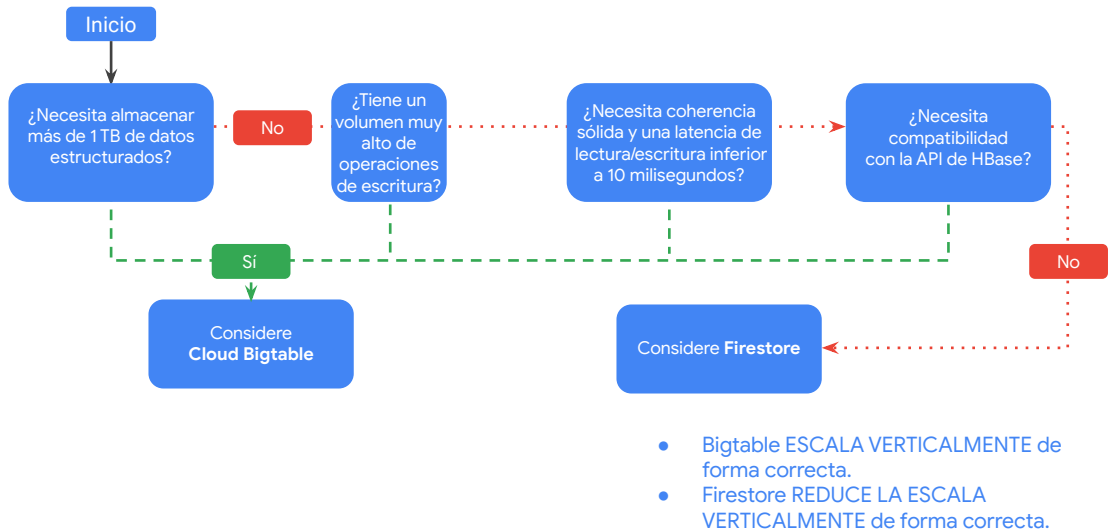 Inicio
¿Necesita almacenar
más de 1 TB de datos
estructurados?
No
¿Tiene un
volumen muy
alto de
operaciones
de escritura?
¿Necesita coherencia
sólida y una latencia de
lectura/escritura inferior
a 10 milisegundos?
¿Necesita
compatibilidad
con la API de HBase?
Sí
No
Considere
Cloud Bigtable
Considere Firestore
● Bigtable ESCALA VERTICALMENTE de
forma correcta.
● Firestore REDUCE LA ESCALA
VERTICALMENTE de forma correcta.